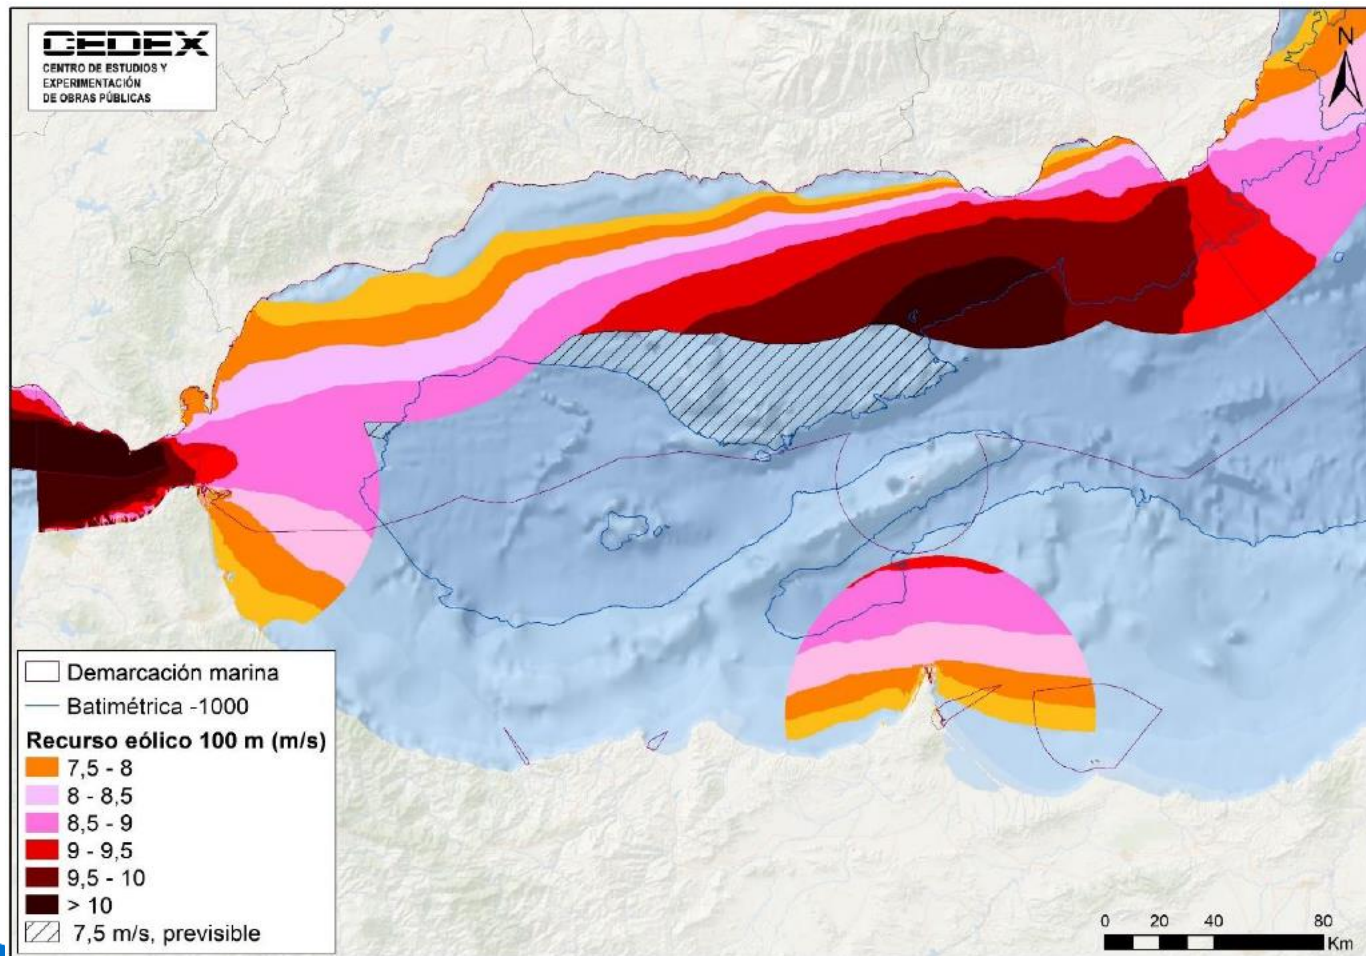 CEDEX
CENTRO DE ESTUDIOS Y
EXPERIMENTACIÓN
DE OBRAS PÚBLICAS
N
Demarcación marina
Batimétrica -1000
Recurso eólico 100 m (m/s)
7,5 - 8
8 - 8,5
8,5 - 9
9 - 9,5
9,5 - 10
> 10
7,5 m/s, previsible
0 20 40 80
Km